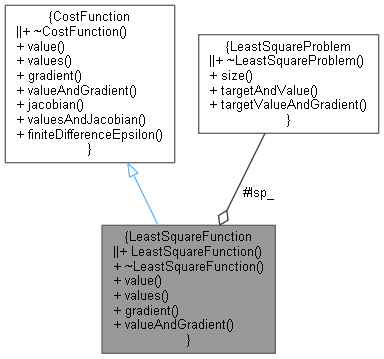 {CostFunction
||+ ~CostFunction()
+ value()
+ values()
+ gradient()
+ valueAndGradient()
+ jacobian()
+ valuesAndJacobian()
+ finiteDifferenceEpsilon()
}
{LeastSquareProblem
||+ ~LeastSquareProblem()
+ size()
+ targetAndValue()
+ targetValueAndGradient()
}
#lsp_
{LeastSquareFunction
||+ LeastSquareFunction()
+ ~LeastSquareFunction()
+ value()
+ values()
+ gradient()
+ valueAndGradient()
}